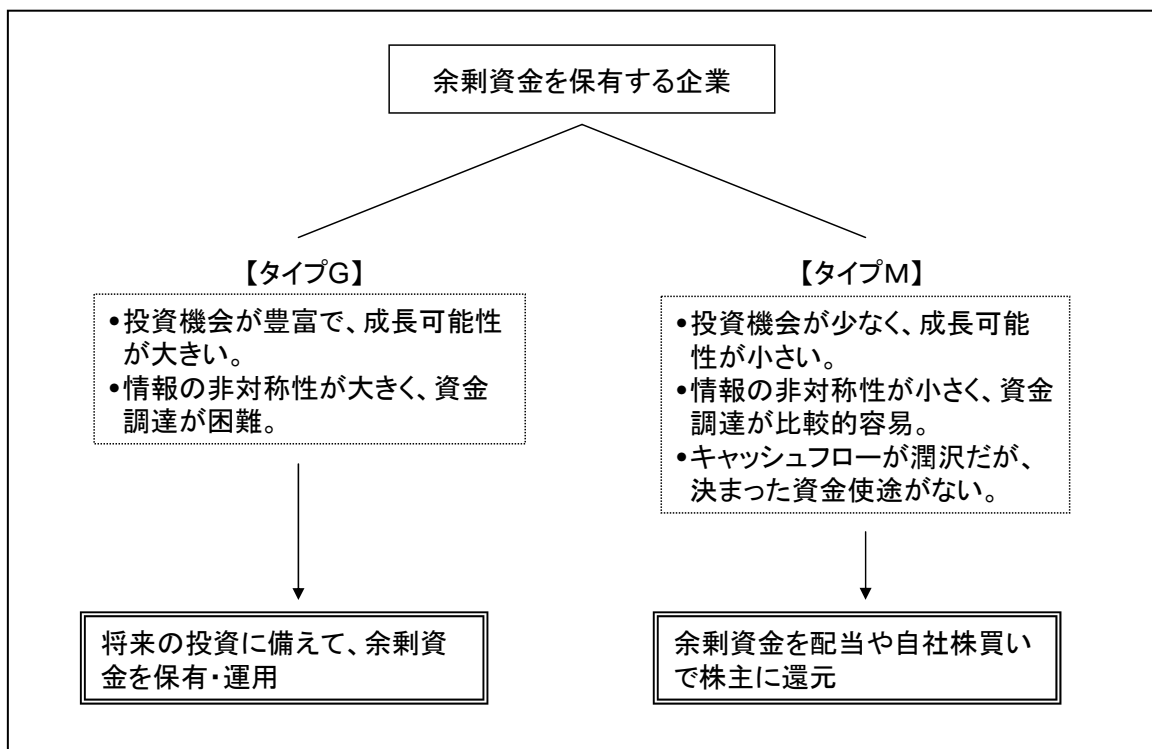 余剰資金を保有する企業
【タイプG】
•投資機会が豊富で、成長可能性
が大きい。
•情報の非対称性が大きく、資金
調達が困難。
将来の投資に備えて、余剰資
金を保有・運用
【タイプM】
•投資機会が少なく、成長可能
性が小さい。
•情報の非対称性が小さく、資金
調達が比較的容易。
•キャッシュフローが潤沢だが、
決まった資金使途がない。
余剰資金を配当や自社株買い
で株主に還元